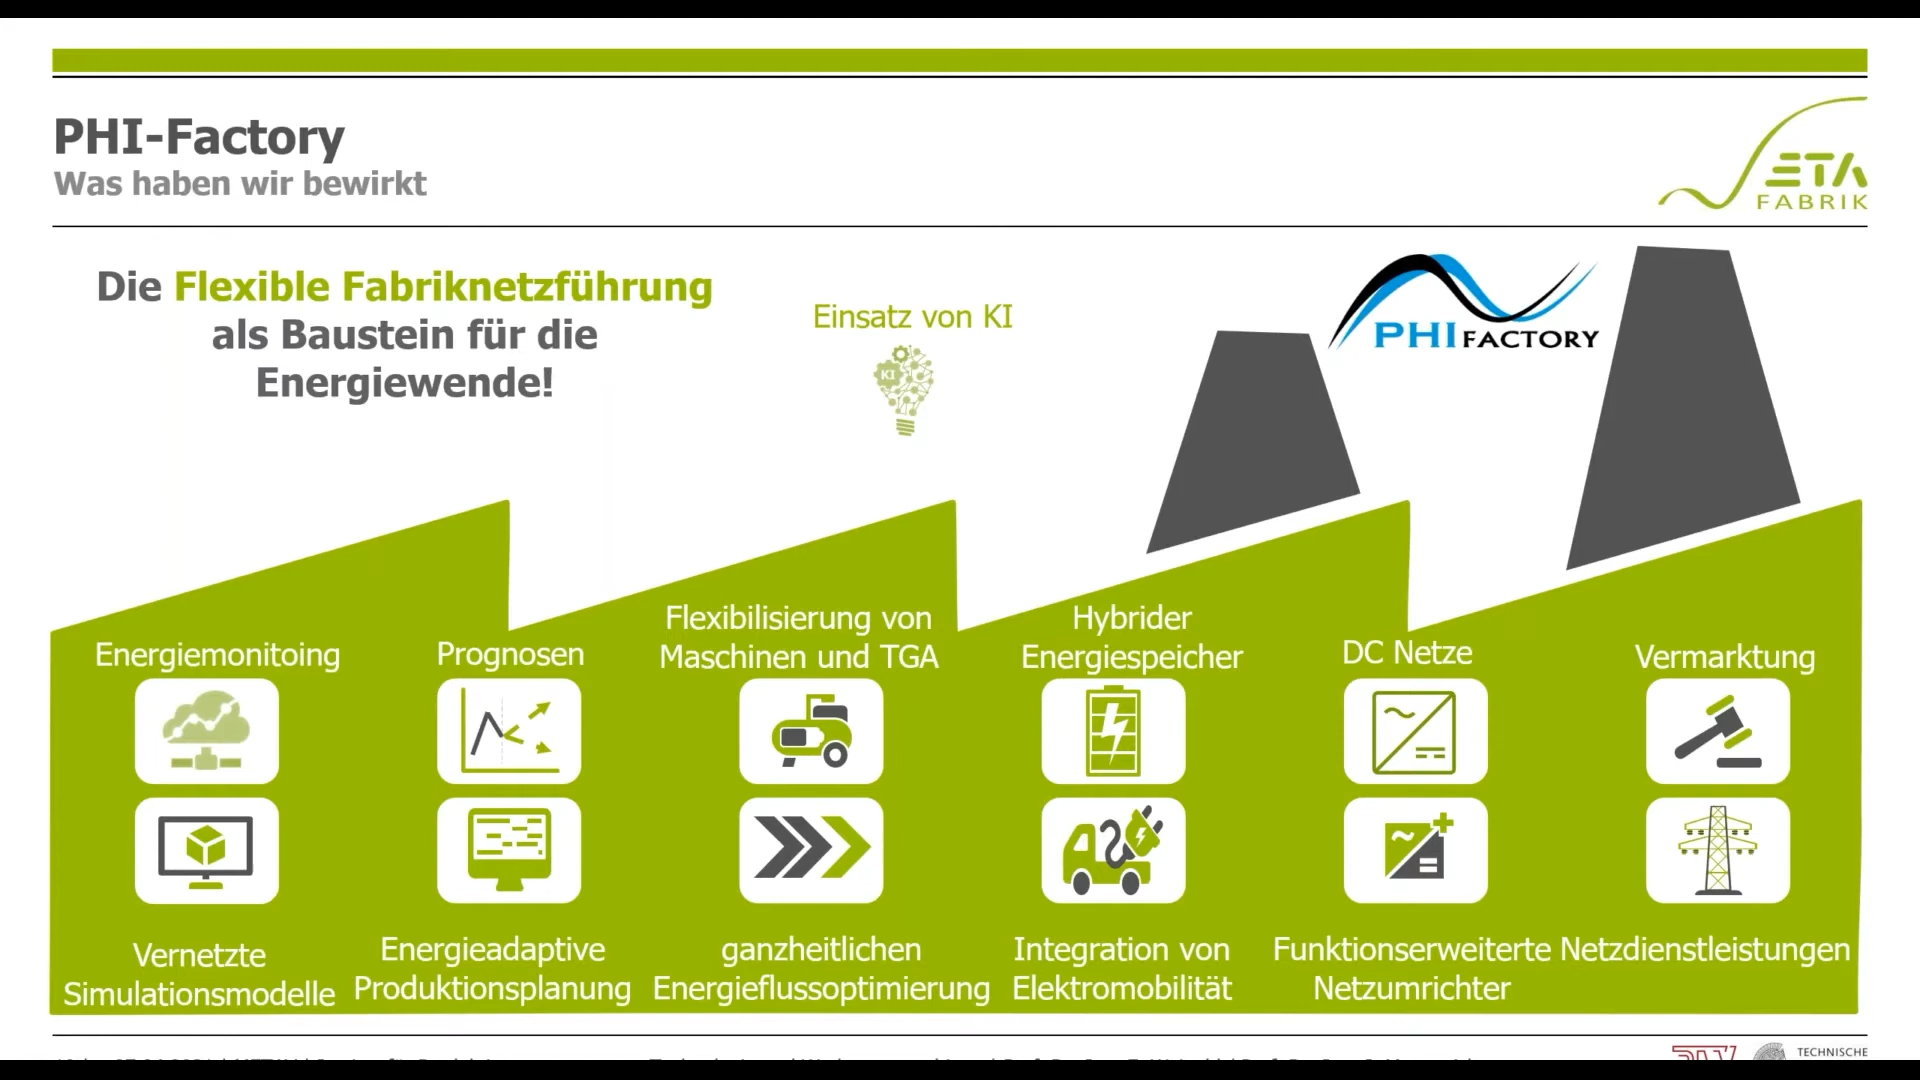 PHI-Factory
Was haben wir bewirkt
ETA
FABRIK
Die Flexible Fabriknetzführung
als Baustein für die
Energiewende!
Einsatz von KI
KI
PHI FACTORY
Energiemonitoing
Prognosen
Flexibilisierung von
Maschinen und TGA
Hybrider
Energiespeicher
DC Netze
Vermarktung
Vernetzte
Simulationsmodelle
Energieadaptive
Produktionsplanung
ganzheitlichen
Energieflussoptimierung
Integration von
Elektromobilität
Funktionserweiterte
Netzumrichter
Netzdienstleistungen
TECHNISCHE